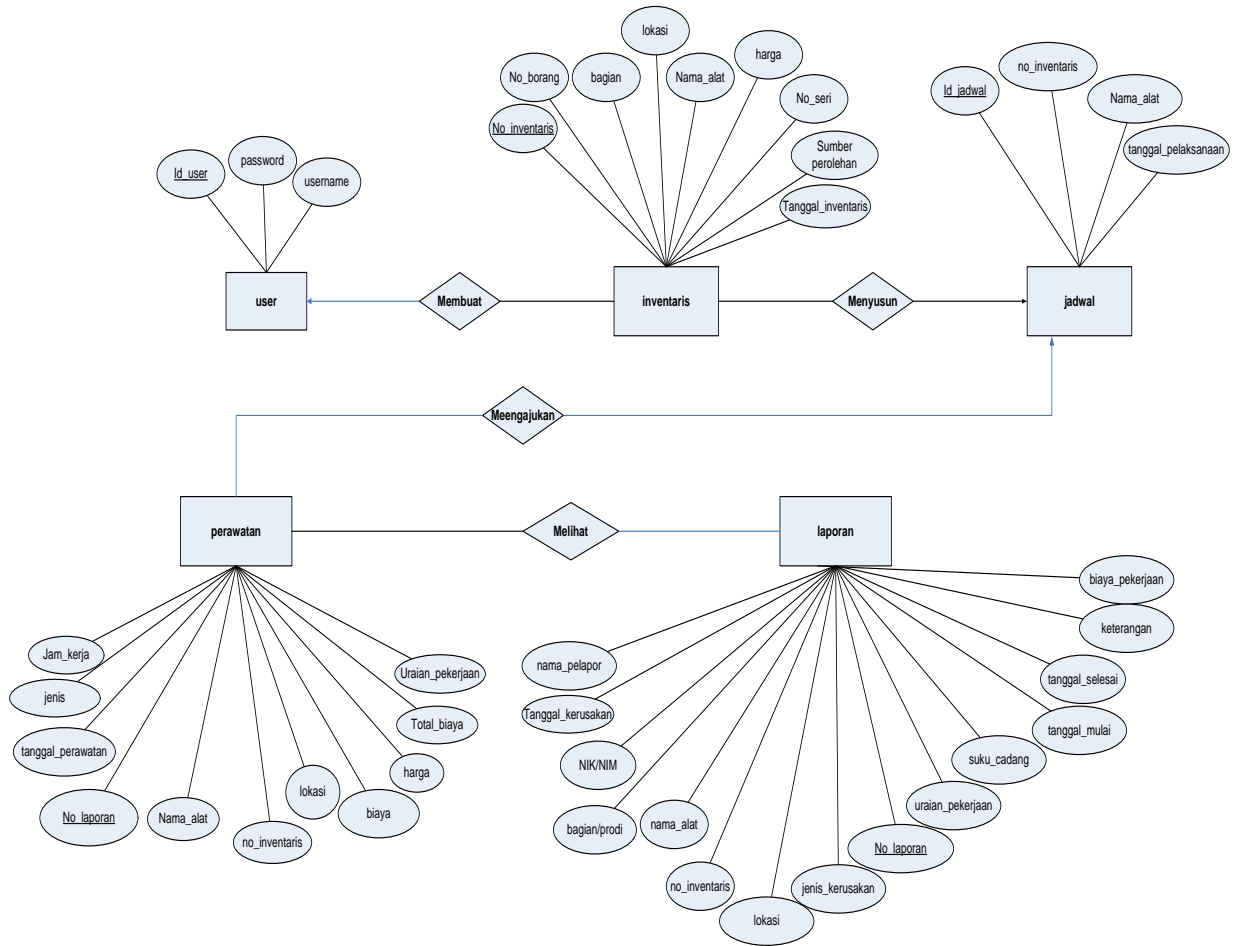 lokasi
harga
No_borang
bagian
Nama_alat
No_seri
No_inventaris
Sumber
perolehan
Tanggal_inventaris
no_inventaris
Id_jadwal
Nama_alat
tanggal_pelaksanaan
Id_user
password
username
user
Membuat
inventaris
Menyusun
jadwal
Meengajukan
perawatan
Melihat
laporan
Jam_kerja
jenis
tanggal_perawatan
No_laporan
Nama_alat
no_inventaris
lokasi
biaya
harga
Total_biaya
Uraian_pekerjaan
nama_pelapor
Tanggal_kerusakan
NIK/NIM
bagian/prodi
nama_alat
no_inventaris
lokasi
jenis_kerusakan
No_laporan
uraian_pekerjaan
suku_cadang
tanggal_mulai
tanggal_selesai
keterangan
biaya_pekerjaan